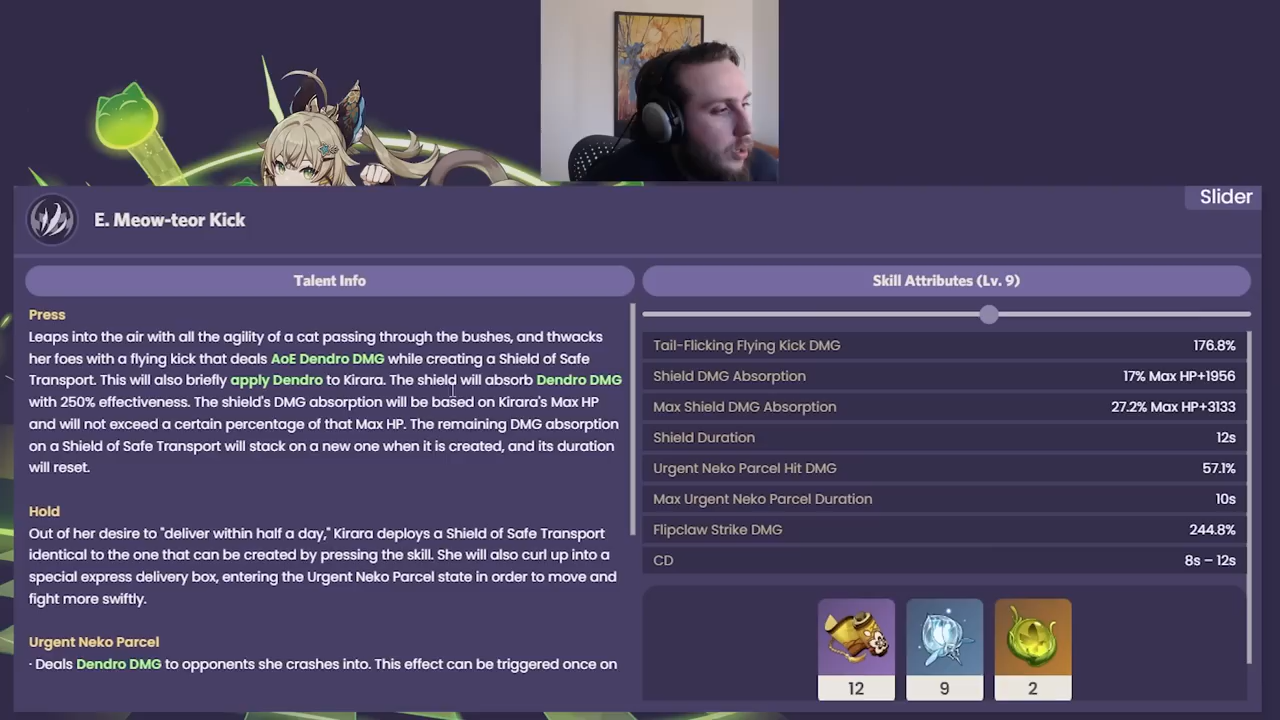 Slider
E. Meow-teor Kick
Talent Info
Press
Leaps into the air with all the agility of a cat passing through the bushes, and thwacks
her foes with a flying kick that deals AoE Dendro DMG while creating a Shield of Safe
Transport. This will also briefly apply Dendro to Kirara. The shield will absorb Dendro DMG
with 250% effectiveness. The shield's DMG absorption will be based on Kirara's Max HP
and will not exceed a certain percentage of that Max HP. The remaining DMG absorption
on a Shield of Safe Transport will stack on a new one when it is created, and its duration
will reset.
Hold
Out of her desire to "deliver within half a day," Kirara deploys a Shield of Safe Transport
identical to the one that can be created by pressing the skill. She will also curl up into a
special express delivery box, entering the Urgent Neko Parcel state in order to move and
fight more swiftly.
Urgent Neko Parcel
· Deals Dendro DMG to opponents she crashes into. This effect can be triggered once on
Skill Attributes (Lv. 9)
Tail-Flicking Flying Kick DMG 176.8%
Shield DMG Absorption 17% Max HP+1956
Max Shield DMG Absorption 27.2% Max HP+3133
Shield Duration 12s
Urgent Neko Parcel Hit DMG 57.1%
Max Urgent Neko Parcel Duration 10s
Flipclaw Strike DMG 244.8%
CD 8s – 12s
12 9 2